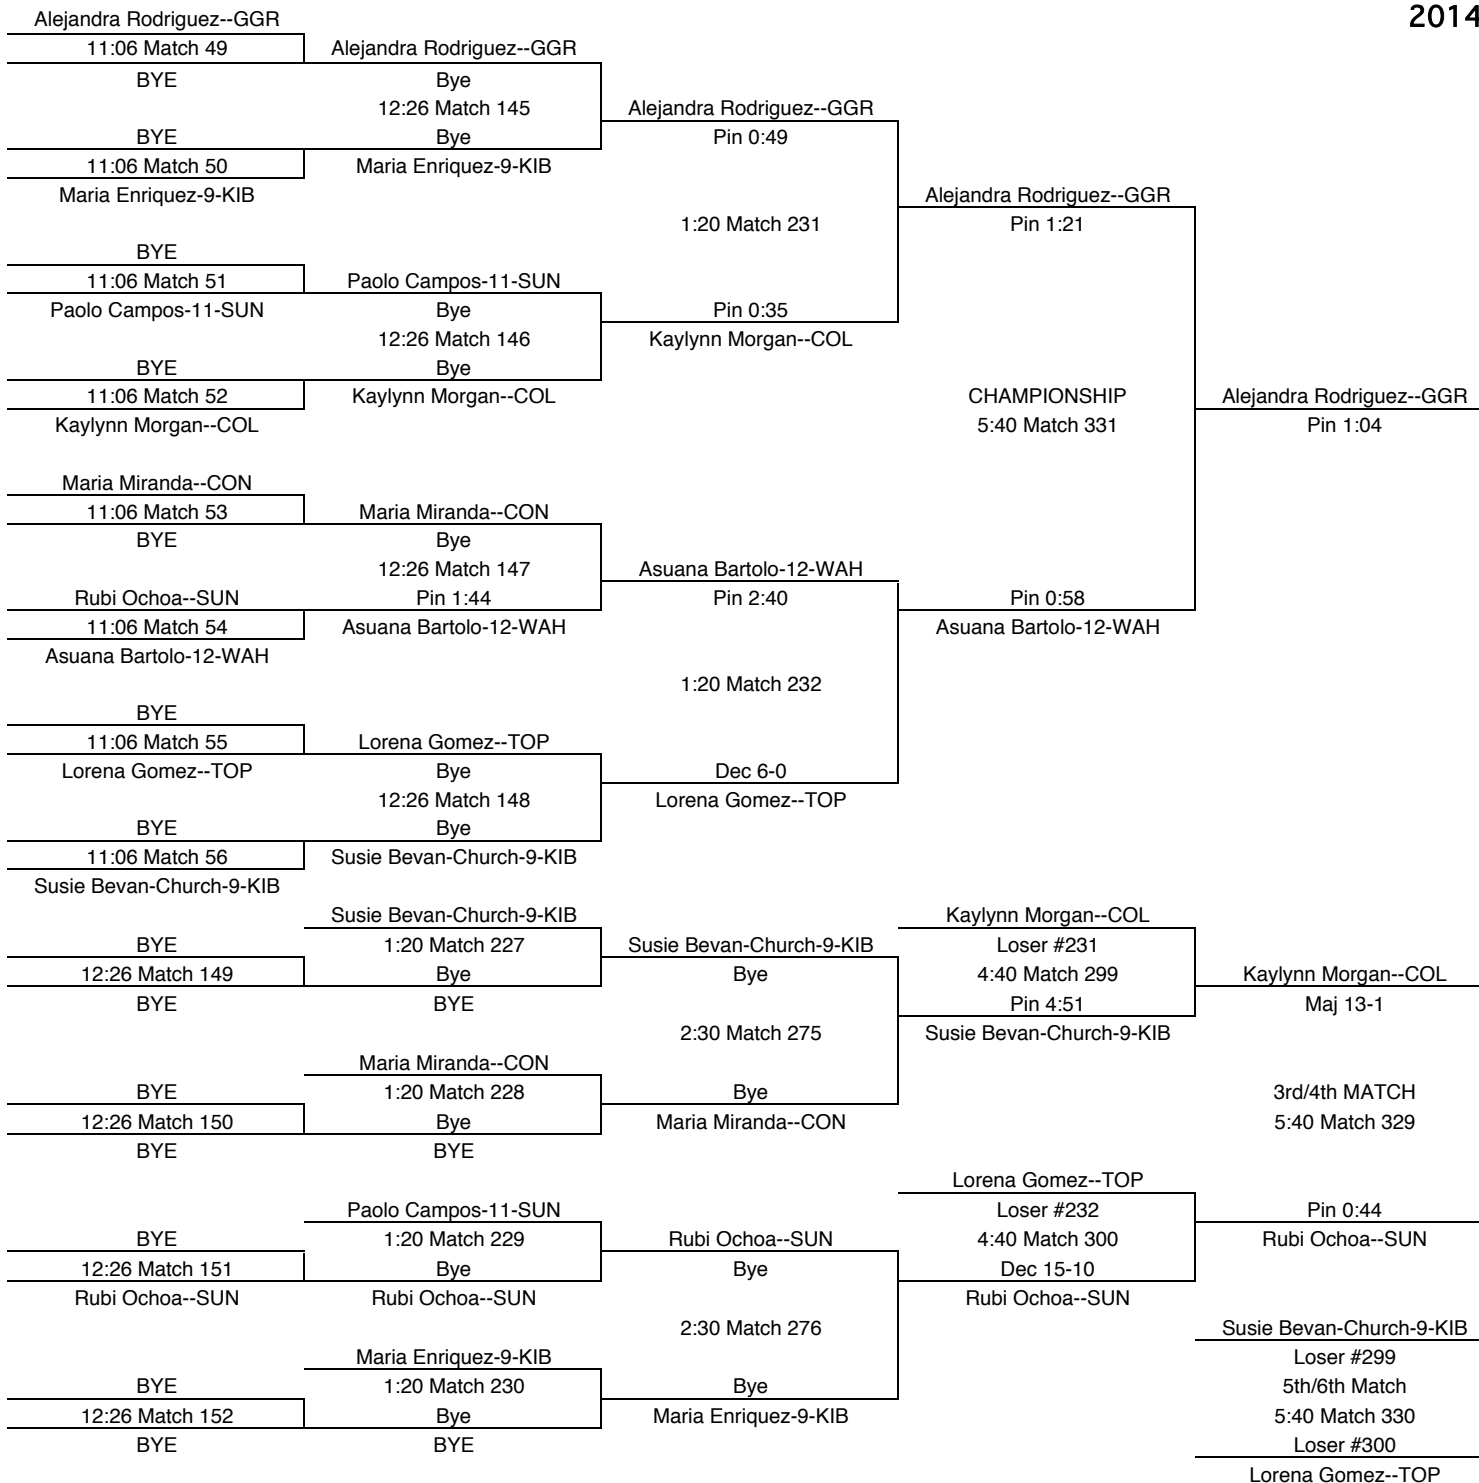 2014
Alejandra Rodriguez--GGR
11:06 Match 49 Alejandra Rodriguez--GGR
BYE Bye
12:26 Match 145 Alejandra Rodriguez--GGR
BYE Bye Pin 0:49
11:06 Match 50 Maria Enriquez-9-KIB
Maria Enriquez-9-KIB Alejandra Rodriguez--GGR
1:20 Match 231 Pin 1:21
BYE
11:06 Match 51 Paolo Campos-11-SUN
Paolo Campos-11-SUN Bye Pin 0:35
12:26 Match 146 Kaylynn Morgan--COL
BYE Bye
11:06 Match 52 Kaylynn Morgan--COL CHAMPIONSHIP Alejandra Rodriguez--GGR
Kaylynn Morgan--COL 5:40 Match 331 Pin 1:04
Maria Miranda--CON
11:06 Match 53 Maria Miranda--CON
BYE Bye
12:26 Match 147 Asuana Bartolo-12-WAH
Rubi Ochoa--SUN Pin 1:44 Pin 2:40 Pin 0:58
11:06 Match 54 Asuana Bartolo-12-WAH Asuana Bartolo-12-WAH
Asuana Bartolo-12-WAH
1:20 Match 232
BYE
11:06 Match 55 Lorena Gomez--TOP
Lorena Gomez--TOP Bye Dec 6-0
12:26 Match 148 Lorena Gomez--TOP
BYE Bye
11:06 Match 56 Susie Bevan-Church-9-KIB
Susie Bevan-Church-9-KIB
Susie Bevan-Church-9-KIB Kaylynn Morgan--COL
BYE 1:20 Match 227 Susie Bevan-Church-9-KIB Loser #231
12:26 Match 149 Bye Bye 4:40 Match 299 Kaylynn Morgan--COL
BYE BYE Pin 4:51 Maj 13-1
2:30 Match 275 Susie Bevan-Church-9-KIB
Maria Miranda--CON
BYE 1:20 Match 228 Bye 3rd/4th MATCH
12:26 Match 150 Bye Maria Miranda--CON 5:40 Match 329
BYE BYE
Lorena Gomez--TOP
Paolo Campos-11-SUN Loser #232 Pin 0:44
BYE 1:20 Match 229 Rubi Ochoa--SUN 4:40 Match 300 Rubi Ochoa--SUN
12:26 Match 151 Bye Bye Dec 15-10
Rubi Ochoa--SUN Rubi Ochoa--SUN Rubi Ochoa--SUN
2:30 Match 276 Susie Bevan-Church-9-KIB
Maria Enriquez-9-KIB Loser #299
BYE 1:20 Match 230 Bye 5th/6th Match
12:26 Match 152 Bye Maria Enriquez-9-KIB 5:40 Match 330
BYE BYE Loser #300
Lorena Gomez--TOP